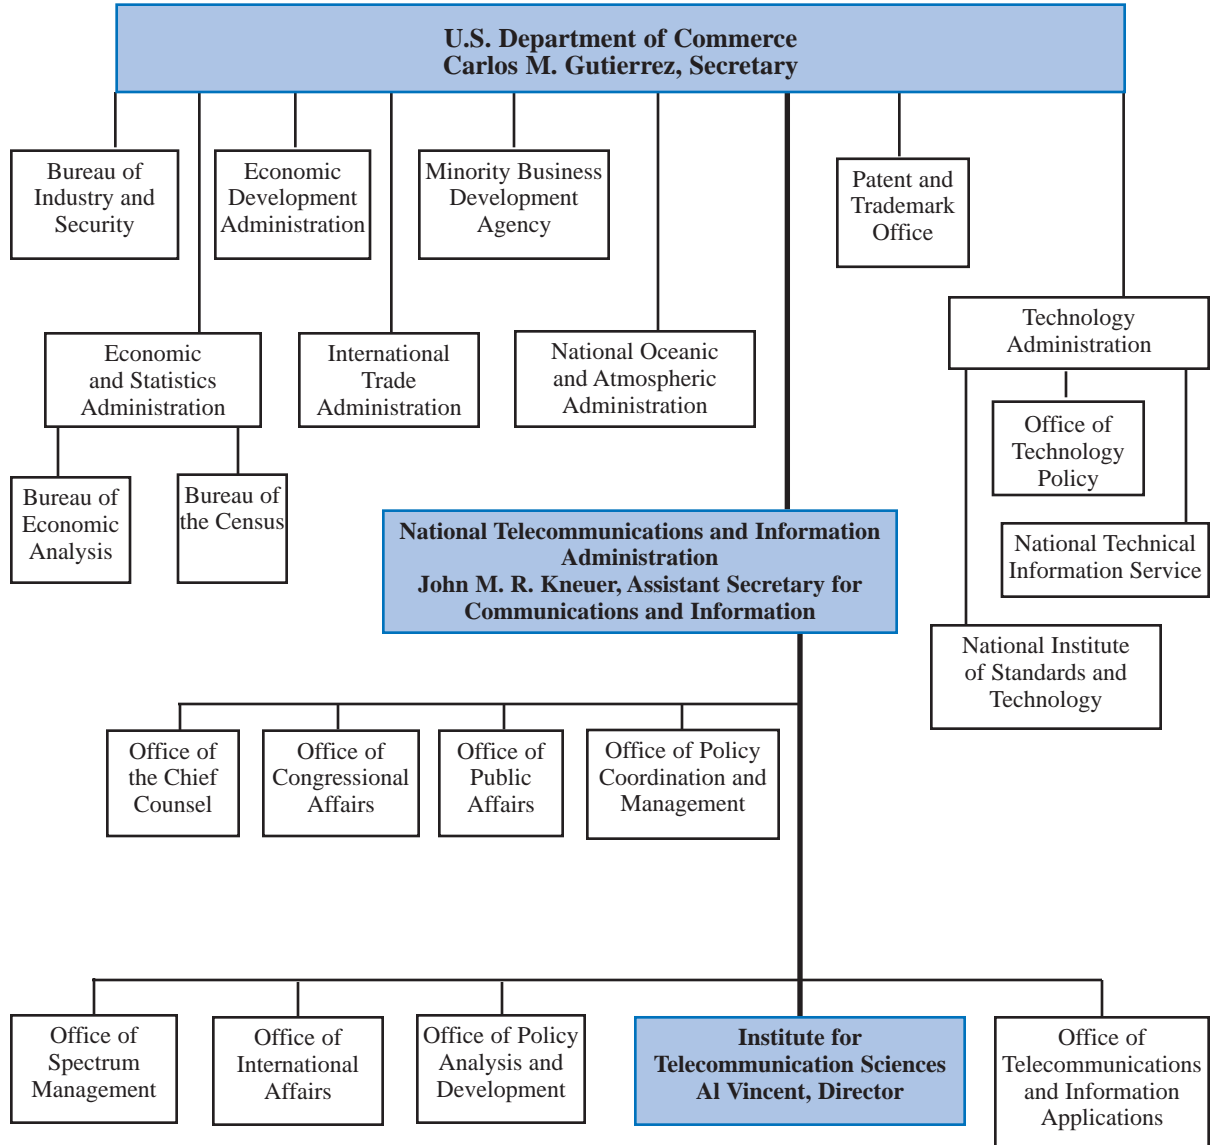 U.S. Department of Commerce
Carlos M. Gutierrez, Secretary
Bureau of
Industry and
Security
Economic
Development
Administration
Minority Business
Development
Agency
Patent and
Trademark
Office
Technology
Administration
Economic
and Statistics
Administration
International
Trade
Administration
National Oceanic
and Atmospheric
Administration
Office of
Technology
Policy
Bureau of
Economic
Analysis
Bureau of
the Census
National Telecommunications and Information
Administration
John M. R. Kneuer, Assistant Secretary for
Communications and Information
National Technical
Information Service
National Institute
of Standards and
Technology
Office of
the Chief
Counsel
Office of
Congressional
Affairs
Office of
Public
Affairs
Office of Policy
Coordination and
Management
Office of
Spectrum
Management
Office of
International
Affairs
Office of Policy
Analysis and
Development
Institute for
Telecommunication Sciences
Al Vincent, Director
Office of
Telecommunications
and Information
Applications